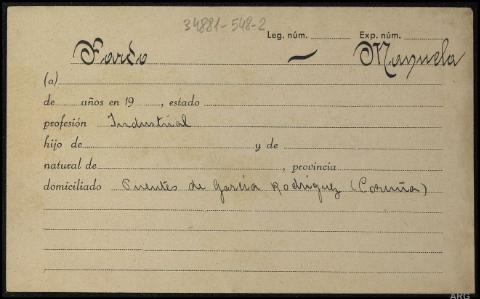 34881-548-2
Leg. núm. Exp. núm.
Pardo — Manuela
(a)
de años en 19 , estado
profesión Industrial
hijo de y de
natural de , provincia
domiciliado Puentes de García Rodríguez (Coruña)
ARG